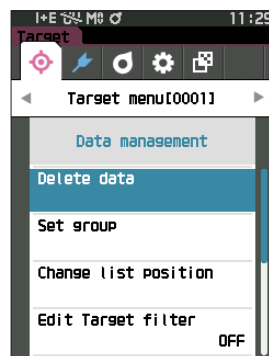 I+E M0 11:29
Target
Target menu[0001]
Data management
Delete data
Set group
Change list position
Edit Target filter
OFF